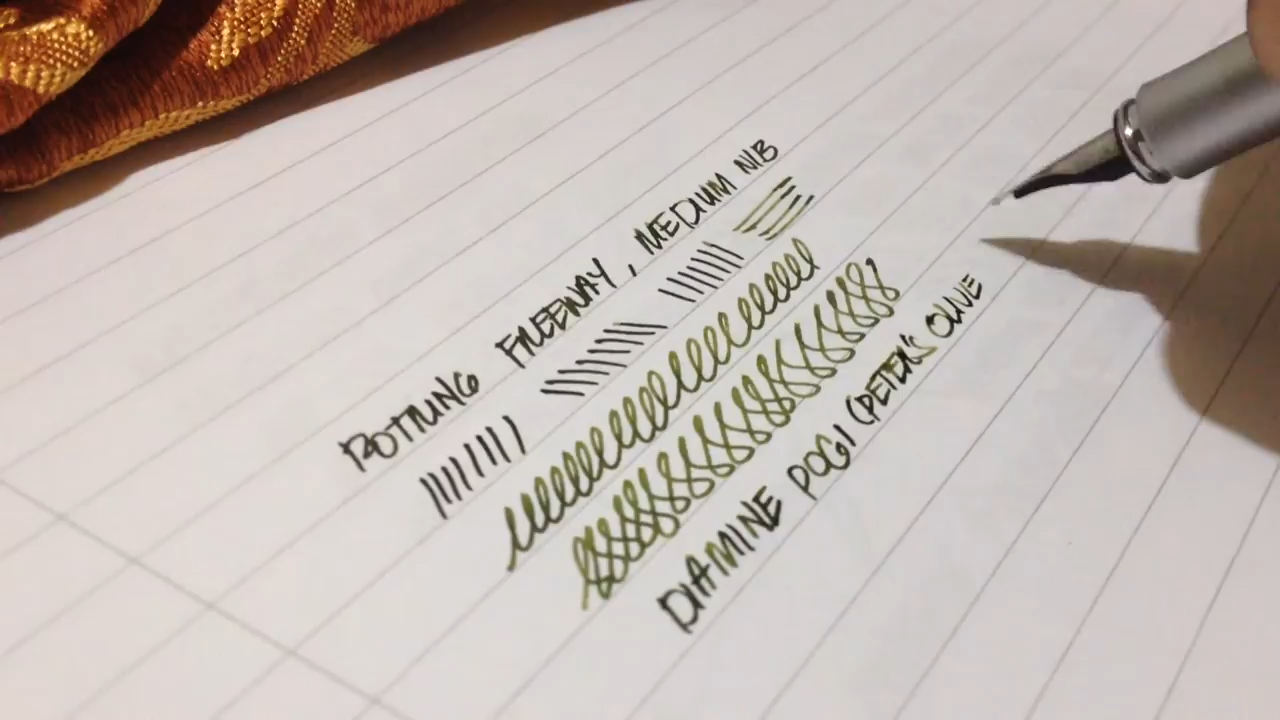 ROTRING FREEWAY, MEDIUM NIB
DIAMINE POGI (PETER'S OLIVE